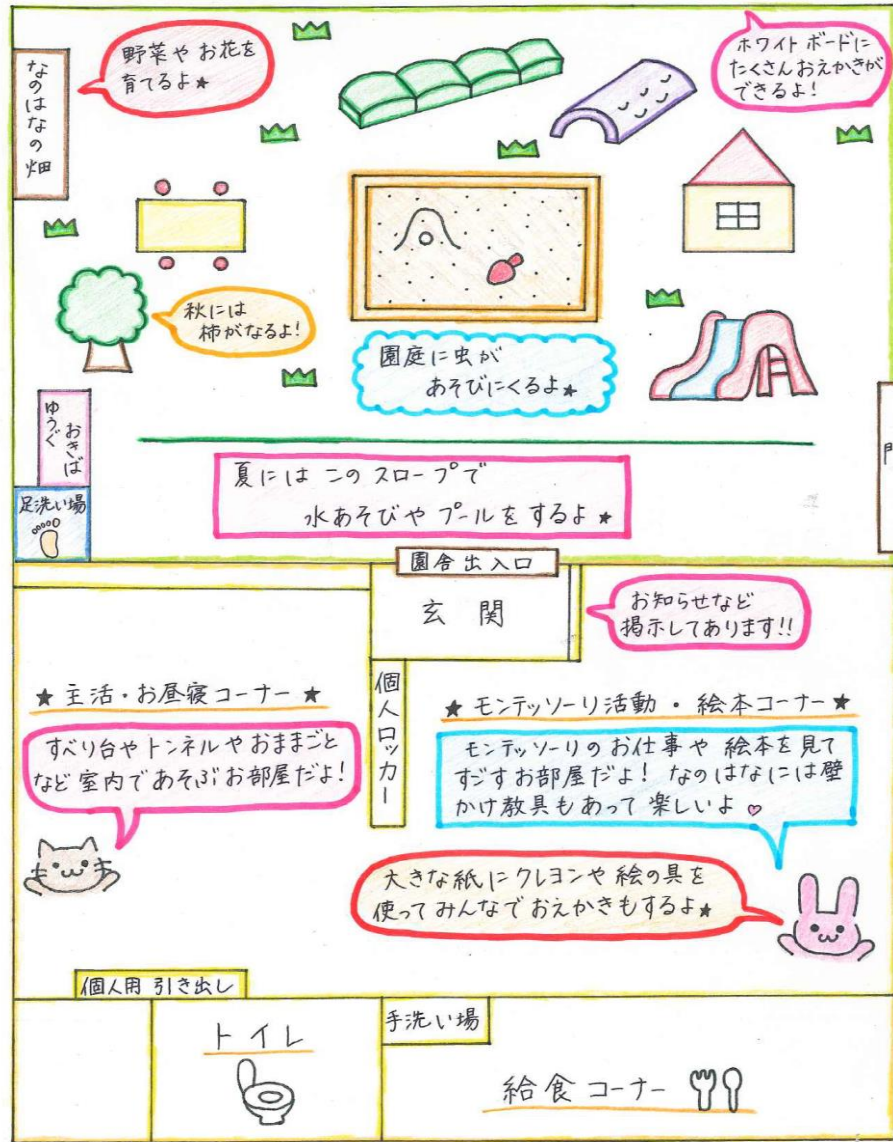 なのはなの畑
野菜や お花を
育てるよ★
ホワイトボードに
たくさんおえかきが
できるよ!
秋には
柿がなるよ!
園庭に虫が
あそびにくるよ★
ゆうぐ
おきば
足洗い場
門
夏には このスロープで
水あそびや プールを するよ★
園舎出入口
玄関
お知らせなど
掲示してあります!!
個人ロッカー
★ 主活・お昼寝コーナー ★
すべり台やトンネルやおままごと
など 室内であそぶお部屋だよ!
★ モンテッソーリ活動・絵本コーナー ★
モンテッソーリのお仕事や 絵本を見て
すごすお部屋だよ! なのはなには壁
かけ教具もあって 楽しいよ ♡
大きな紙にクレヨンや 絵の具を
使ってみんなでおえかきもするよ★
個人用 引き出し
トイレ
手洗い場
給食コーナー